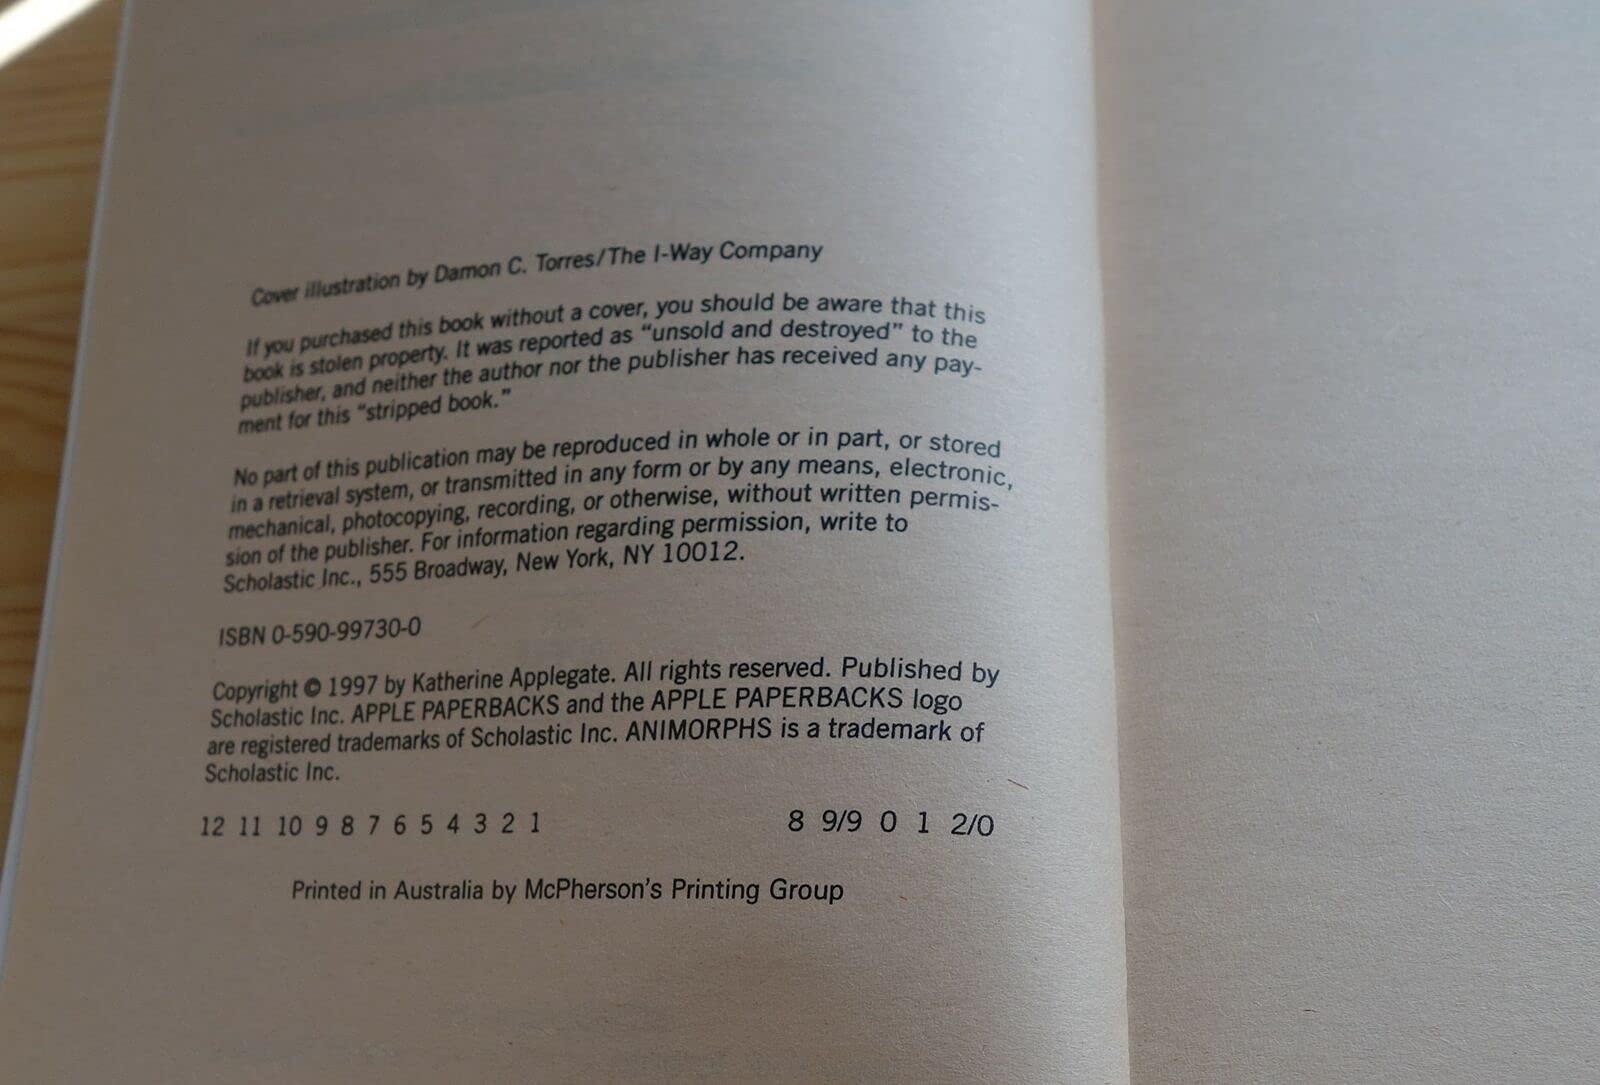 Cover illustration by Damon C. Torres/The I-Way Company
If you purchased this book without a cover, you should be aware that this
book is stolen property. It was reported as “unsold and destroyed” to the
publisher, and neither the author nor the publisher has received any pay-
ment for this “stripped book.”
No part of this publication may be reproduced in whole or in part, or stored
in a retrieval system, or transmitted in any form or by any means, electronic,
mechanical, photocopying, recording, or otherwise, without written permis-
sion of the publisher. For information regarding permission, write to
Scholastic Inc., 555 Broadway, New York, NY 10012.
ISBN 0-590-99730-0
Copyright © 1997 by Katherine Applegate. All rights reserved. Published by
Scholastic Inc. APPLE PAPERBACKS and the APPLE PAPERBACKS logo
are registered trademarks of Scholastic Inc. ANIMORPHS is a trademark of
Scholastic Inc.
12 11 10 9 8 7 6 5 4 3 2 1 8 9/9 0 1 2/0
Printed in Australia by McPherson's Printing Group